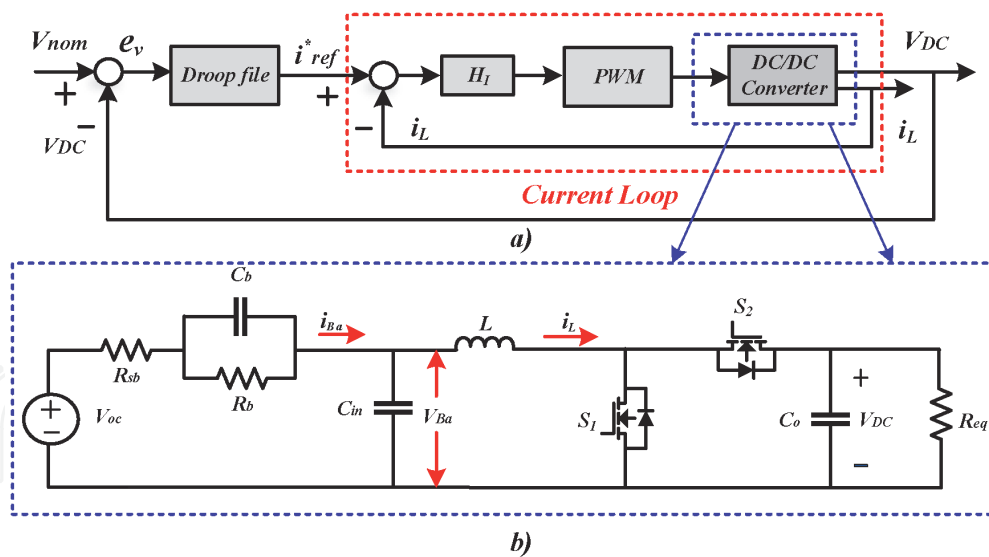 V_nom
e_v
+
−
V_DC
Droop file
i*_ref
+
−
H_I
PWM
DC/DC
Converter
V_DC
i_L
i_L
Current Loop
a)
C_b
R_sb
R_b
i_Ba
L
i_L
S_2
+
−
V_oc
C_in
V_Ba
S_1
C_o
+
V_DC
−
R_eq
b)